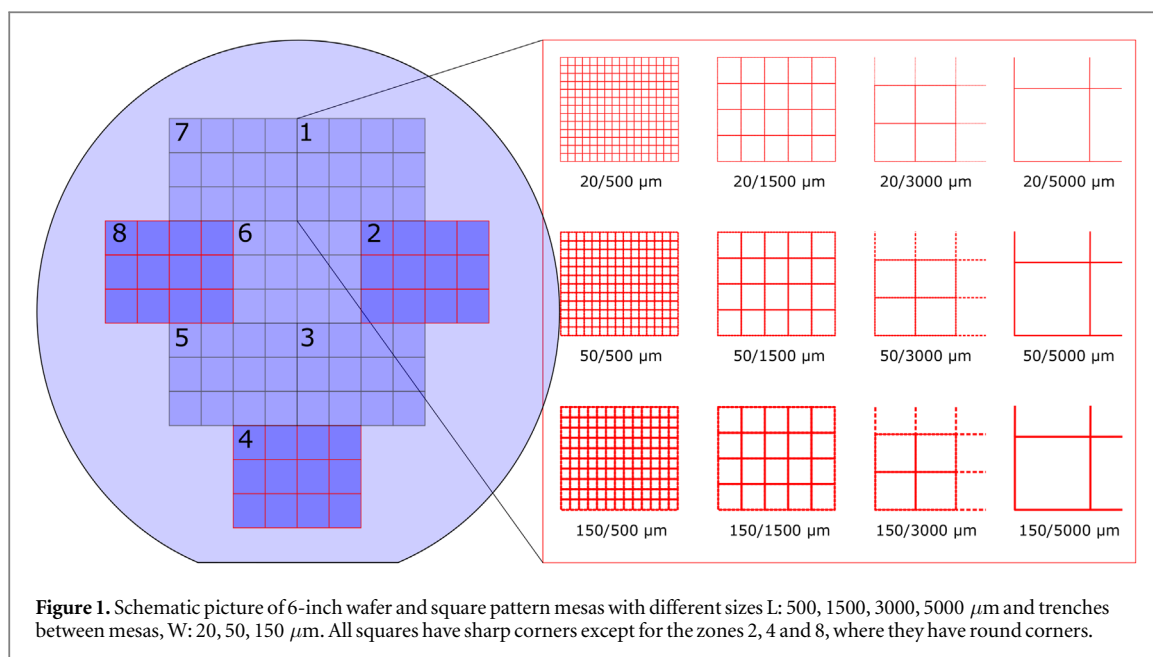 7 1
8 6 2
5 3
4
20/500 µm 20/1500 µm 20/3000 µm 20/5000 µm
50/500 µm 50/1500 µm 50/3000 µm 50/5000 µm
150/500 µm 150/1500 µm 150/3000 µm 150/5000 µm
Figure 1. Schematic picture of 6-inch wafer and square pattern mesas with different sizes L: 500, 1500, 3000, 5000 µm and trenches
between mesas, W: 20, 50, 150 µm. All squares have sharp corners except for the zones 2, 4 and 8, where they have round corners.